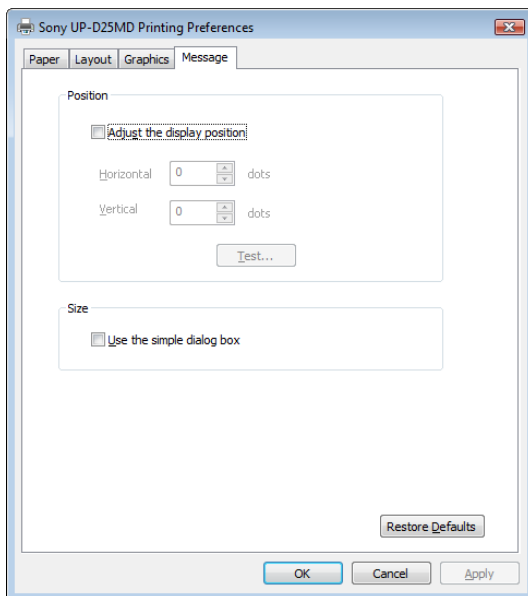 Sony UP-D25MD Printing Preferences
Paper Layout Graphics Message
Position
Adjust the display position
Horizontal 0 dots
Vertical 0 dots
Test...
Size
Use the simple dialog box
Restore Defaults
OK Cancel Apply